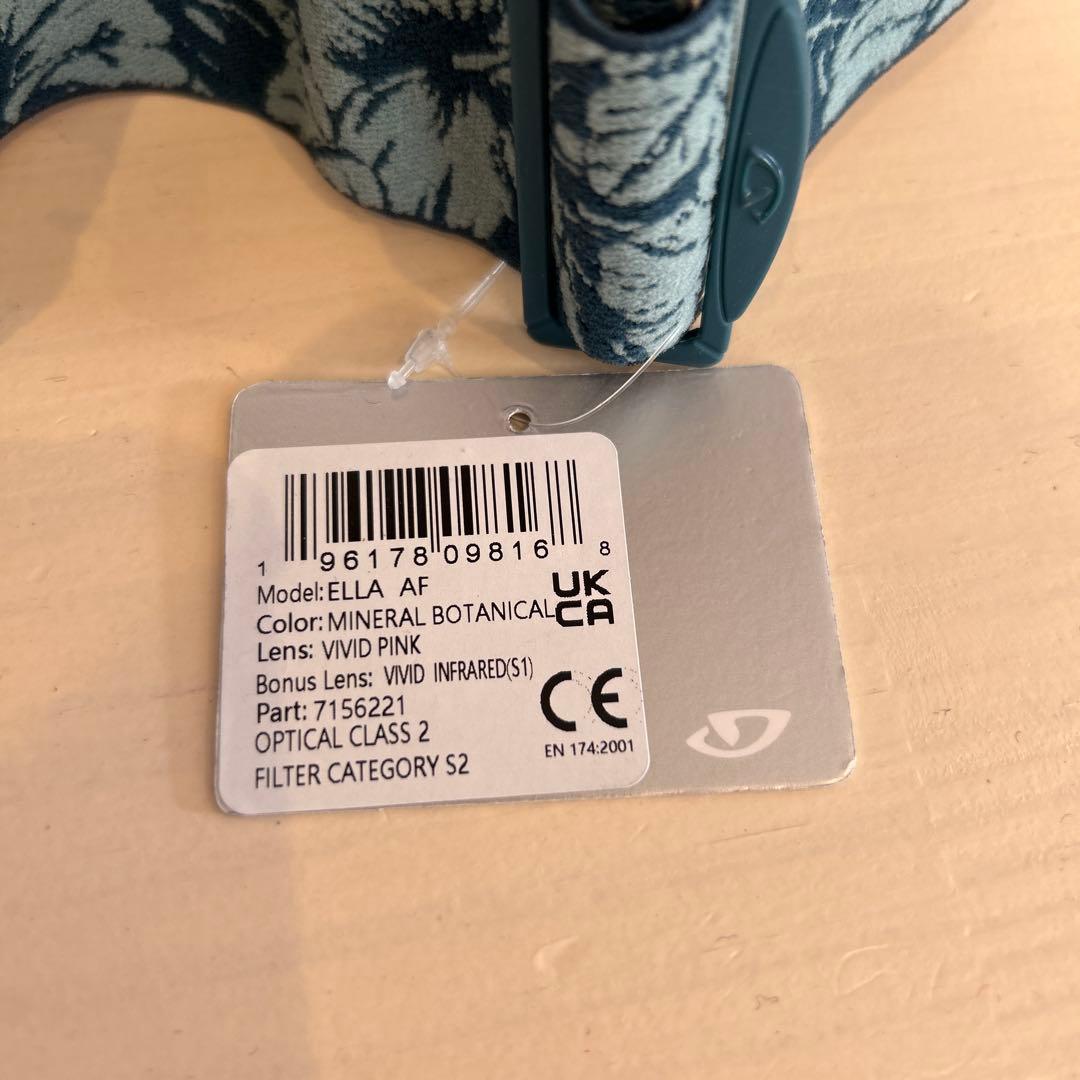 1 96178 09816 8
Model: ELLA AF
Color: MINERAL BOTANICAL
UK
CA
Lens: VIVID PINK
Bonus Lens: VIVID INFRARED(S1)
Part: 7156221
CE
OPTICAL CLASS 2
EN 174:2001
FILTER CATEGORY S2